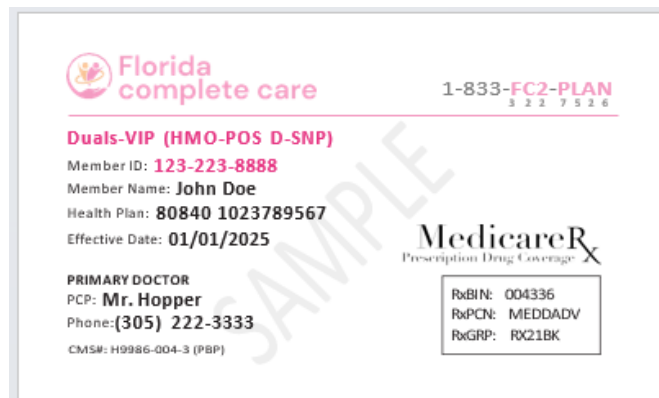 Florida
complete care
1-833-FC2-PLAN
3 2 2 7 5 2 6
Duals-VIP (HMO-POS D-SNP)
Member ID: 123-223-8888
Member Name: John Doe
Health Plan: 80840 1023789567
Effective Date: 01/01/2025
MedicareRx
Prescription Drug Coverage
PRIMARY DOCTOR
PCP: Mr. Hopper
Phone:(305) 222-3333
CMS#: H9986-004-3 (PBP)
RxBIN: 004336
RxPCN: MEDDADV
RxGRP: RX21BK
SAMPLE